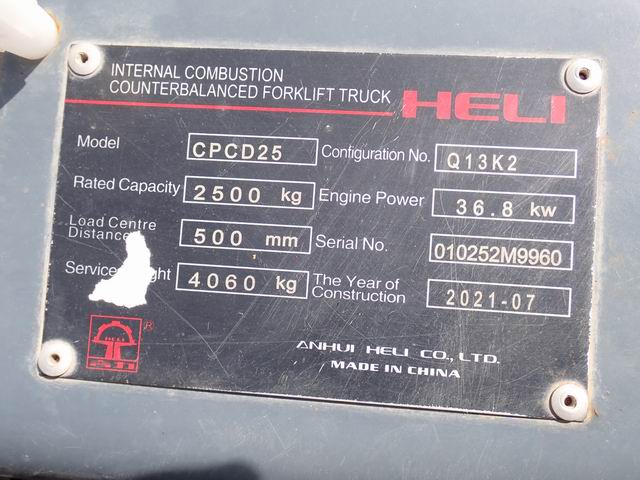 INTERNAL COMBUSTION
COUNTERBALANCED FORKLIFT TRUCK
HELI
Model CPCD25 Configuration No. Q13K2
Rated Capacity 2500 kg Engine Power 36.8 kw
Load Centre Distance 500 mm Serial No. 010252M9960
Service 4060 kg The Year of Construction 2021-07
HELI ®
ANHUI HELI CO., LTD.
MADE IN CHINA